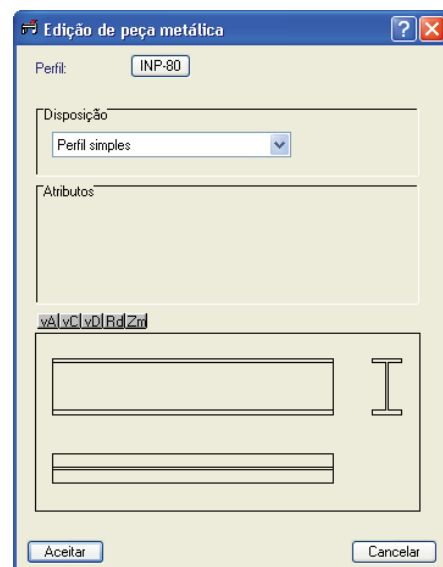 Edição de peça metálica
Perfil: INP-80
Disposição
Perfil simples
Atributos
vA vC vD Rd Zm
Aceitar Cancelar